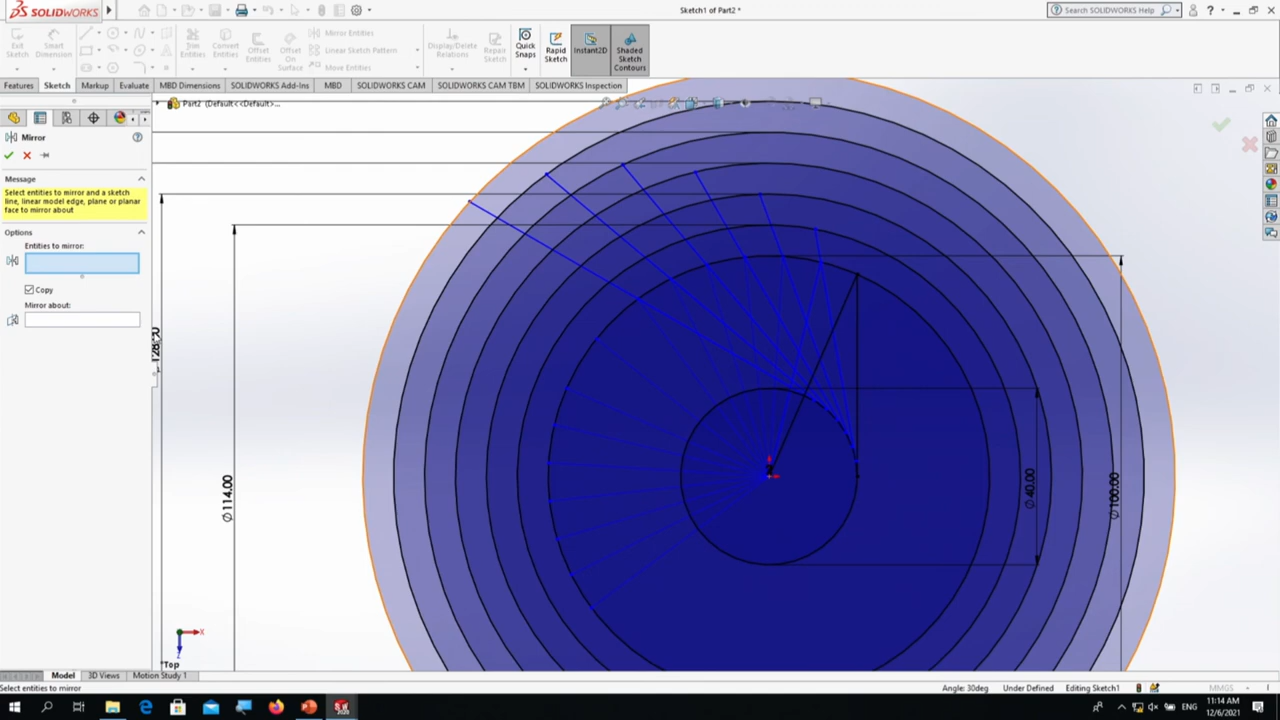 SOLIDWORKS
Sketch1 of Part2 *
Search SOLIDWORKS Help
Exit Sketch
Smart Dimension
Trim Entities
Convert Entities
Offset Entities
Offset On Surface
Mirror Entities
Linear Sketch Pattern
Move Entities
Display/Delete Relations
Repair Sketch
Quick Snaps
Rapid Sketch
Instant2D
Shaded Sketch Contours
Features Sketch Markup Evaluate MBD Dimensions SOLIDWORKS Add-Ins MBD SOLIDWORKS CAM SOLIDWORKS CAM TBM SOLIDWORKS Inspection
Part2 (Default<<Default>...
Mirror
Message
Select entities to mirror and a sketch
line, linear model edge, plane or planar
face to mirror about
Options
Entities to mirror:
Copy
Mirror about:
Ø114.00
Ø40.00
Ø100.00
X
*Top
Model 3D Views Motion Study 1
Select entities to mirror
Angle: 30deg Under Defined Editing Sketch1 MMGS
ENG
11:14 AM
12/6/2021